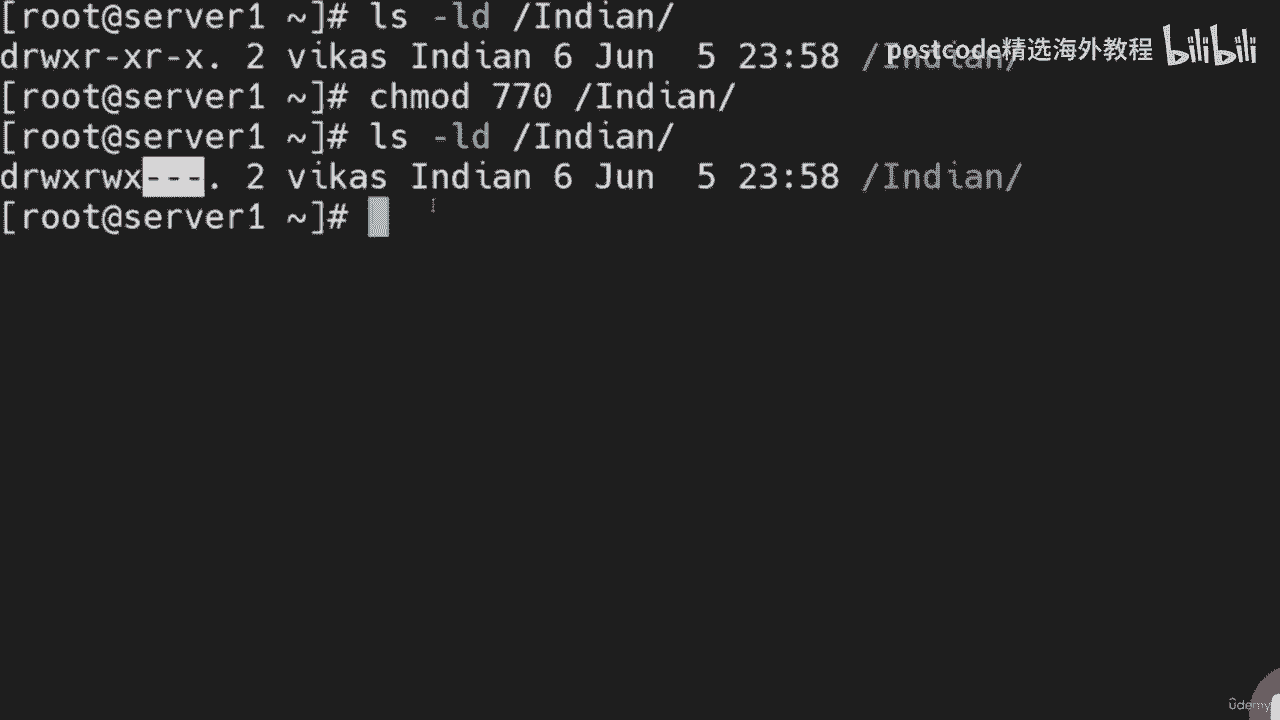 [root@server1 ~]# ls -ld /Indian/
drwxr-xr-x. 2 vikas Indian 6 Jun  5 23:58 /Indian/
postcode精选海外教程 bilibili
[root@server1 ~]# chmod 770 /Indian/
[root@server1 ~]# ls -ld /Indian/
drwxrwx---. 2 vikas Indian 6 Jun  5 23:58 /Indian/
[root@server1 ~]#
ûdemy